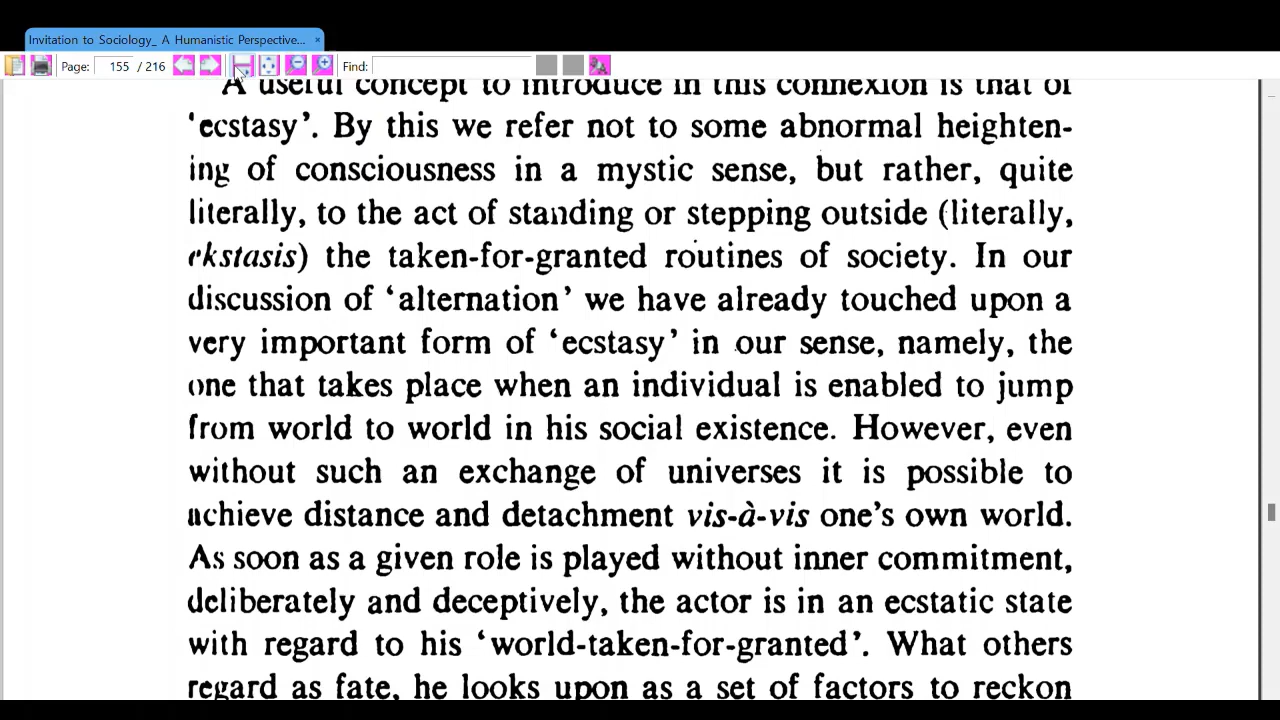 Invitation to Sociology_ A Humanistic Perspective... ×
Page: 155 / 216 Find:
A useful concept to introduce in this connexion is that of
‘ecstasy’. By this we refer not to some abnormal heighten-
ing of consciousness in a mystic sense, but rather, quite
literally, to the act of standing or stepping outside (literally,
ekstasis) the taken-for-granted routines of society. In our
discussion of ‘alternation’ we have already touched upon a
very important form of ‘ecstasy’ in our sense, namely, the
one that takes place when an individual is enabled to jump
from world to world in his social existence. However, even
without such an exchange of universes it is possible to
achieve distance and detachment vis-à-vis one’s own world.
As soon as a given role is played without inner commitment,
deliberately and deceptively, the actor is in an ecstatic state
with regard to his ‘world-taken-for-granted’. What others
regard as fate, he looks upon as a set of factors to reckon